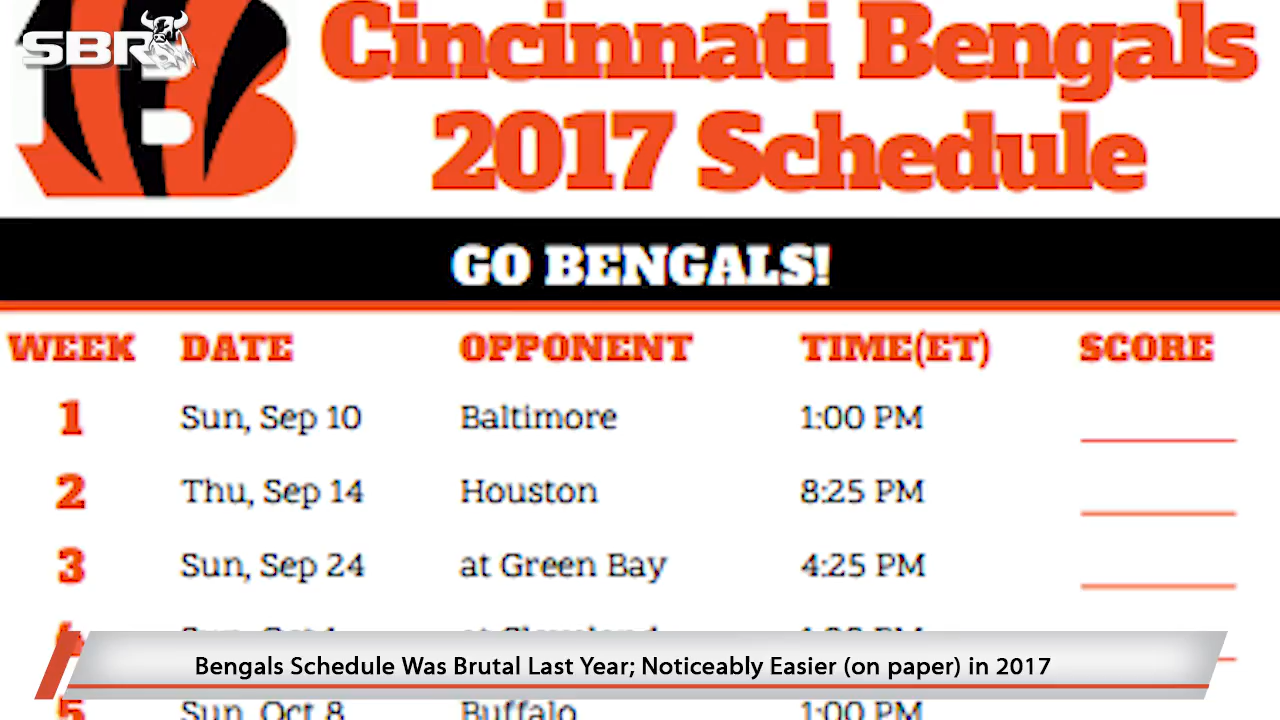 SBR
Cincinnati Bengals
2017 Schedule
GO BENGALS!
WEEK DATE OPPONENT TIME(ET) SCORE
1 Sun, Sep 10 Baltimore 1:00 PM
2 Thu, Sep 14 Houston 8:25 PM
3 Sun, Sep 24 at Green Bay 4:25 PM
Bengals Schedule Was Brutal Last Year; Noticeably Easier (on paper) in 2017
5 Sun, Oct 8 Buffalo 1:00 PM